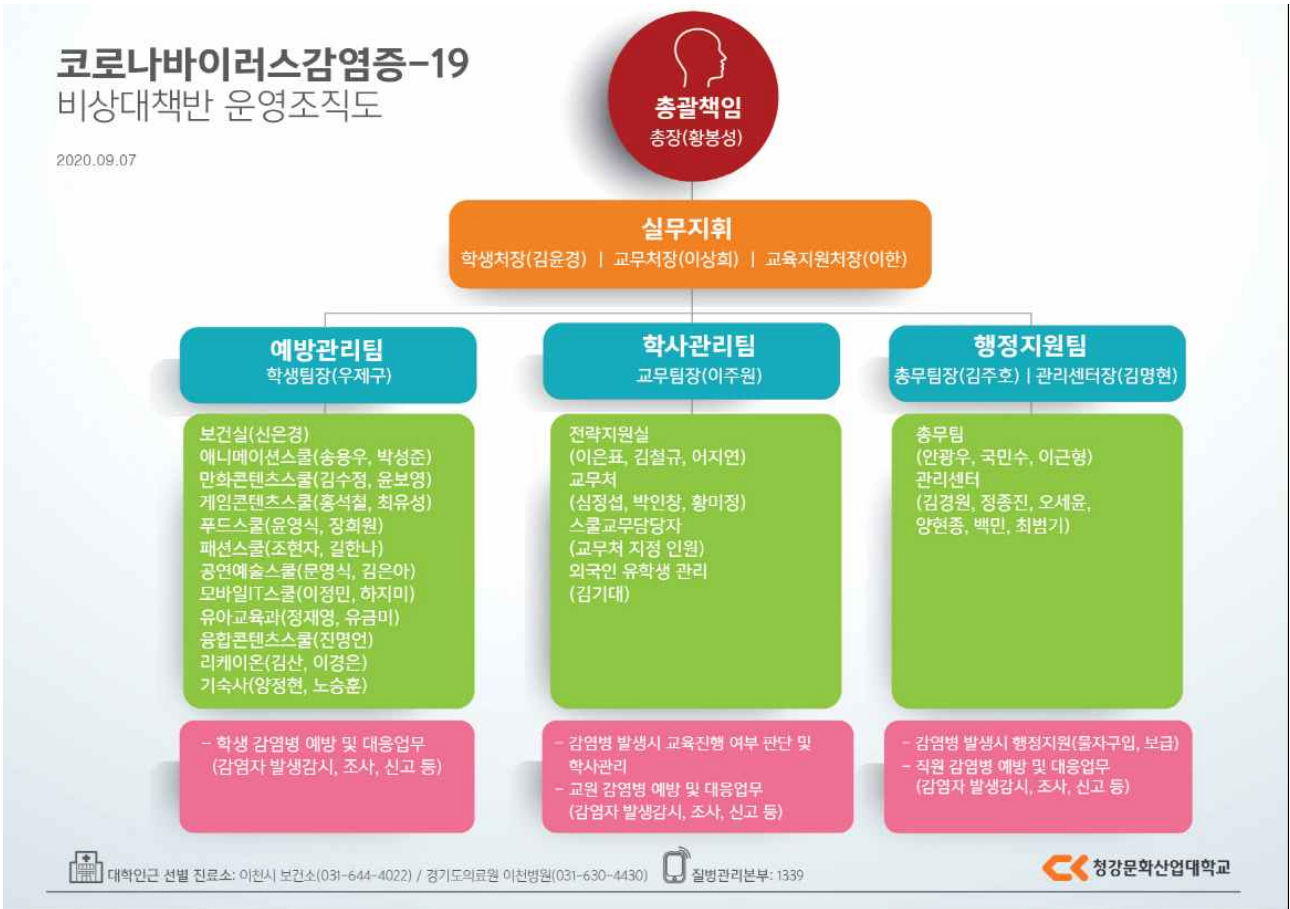 코로나바이러스감염증-19
비상대책반 운영조직도
2020.09.07
총괄책임
총장(황봉성)
실무지휘
학생처장(김윤경) | 교무처장(이상희) | 교육지원처장(이한)
예방관리팀
학생팀장(우제구)
보건실(신은경)
애니메이션스쿨(송용우, 박성준)
만화콘텐츠스쿨(김수정, 윤보영)
게임콘텐츠스쿨(홍석철, 최유성)
푸드스쿨(윤영식, 장희원)
패션스쿨(조현자, 길한나)
공연예술스쿨(문영식, 김은아)
모바일IT스쿨(이정민, 하지미)
유아교육과(정재영, 유금미)
융합콘텐츠스쿨(진명언)
리케이온(김산, 이경은)
기숙사(양정현, 노승훈)
- 학생 감염병 예방 및 대응업무
(감염자 발생감시, 조사, 신고 등)
학사관리팀
교무팀장(이주원)
전략지원실
(이은표, 김철규, 어지연)
교무처
(심정섭, 박인창, 황미정)
스쿨교무담당자
(교무처 지정 인원)
외국인 유학생 관리
(김기대)
- 감염병 발생시 교육진행 여부 판단 및
학사관리
- 교원 감염병 예방 및 대응업무
(감염자 발생감시, 조사, 신고 등)
행정지원팀
총무팀장(김주호) | 관리센터장(김명현)
총무팀
(안광우, 국민수, 이근형)
관리센터
(김경원, 정종진, 오세윤,
양현종, 백민, 최범기)
- 감염병 발생시 행정지원(물자구입, 보급)
- 직원 감염병 예방 및 대응업무
(감염자 발생감시, 조사, 신고 등)
대학인근 선별 진료소: 이천시 보건소(031-644-4022) / 경기도의료원 이천병원(031-630-4430)
질병관리본부: 1339
청강문화산업대학교